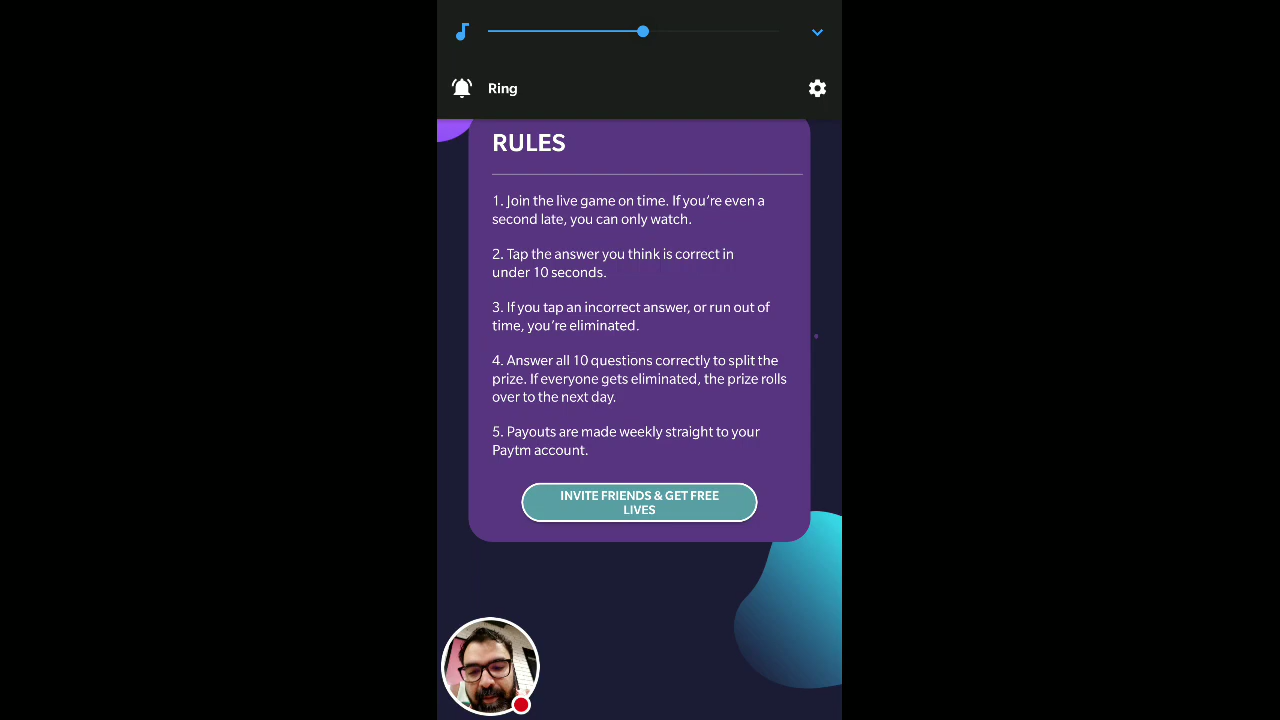 Ring
RULES
1. Join the live game on time. If you're even a
second late, you can only watch.
2. Tap the answer you think is correct in
under 10 seconds.
3. If you tap an incorrect answer, or run out of
time, you're eliminated.
4. Answer all 10 questions correctly to split the
prize. If everyone gets eliminated, the prize rolls
over to the next day.
5. Payouts are made weekly straight to your
Paytm account.
INVITE FRIENDS & GET FREE
LIVES